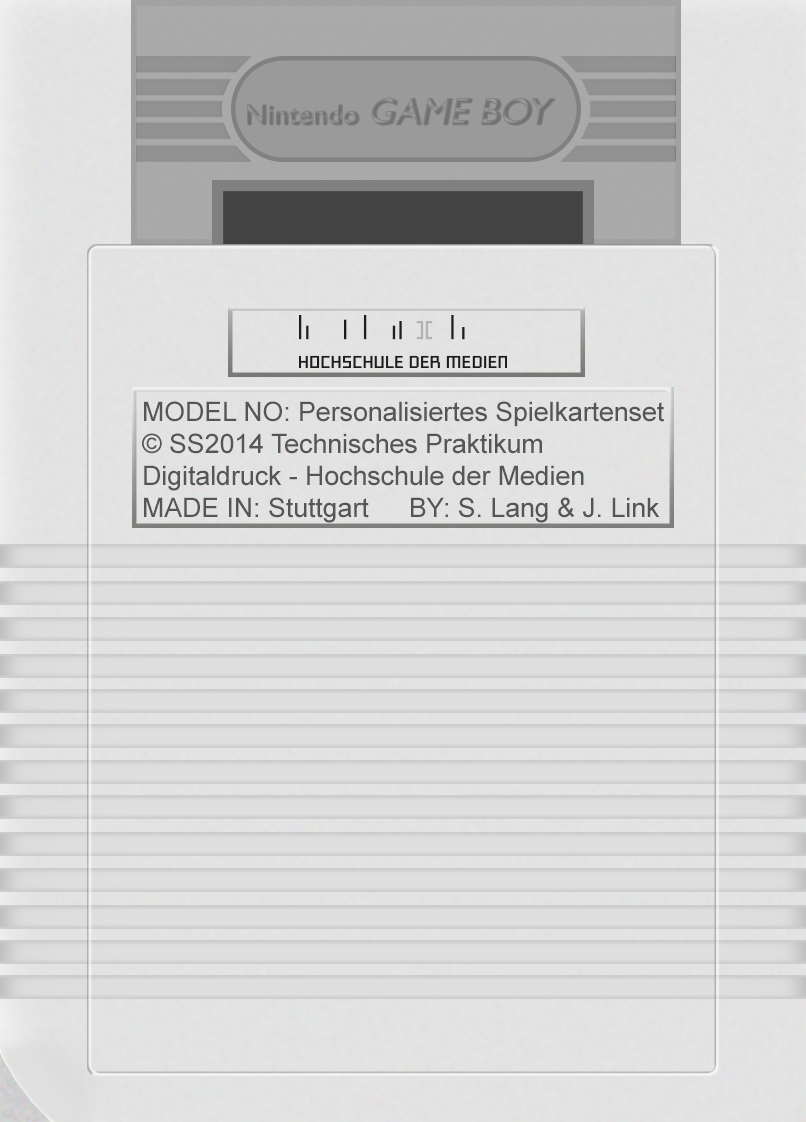 Nintendo GAME BOY
HOCHSCHULE DER MEDIEN
MODEL NO: Personalisiertes Spielkartenset
© SS2014 Technisches Praktikum
Digitaldruck - Hochschule der Medien
MADE IN: Stuttgart BY: S. Lang & J. Link